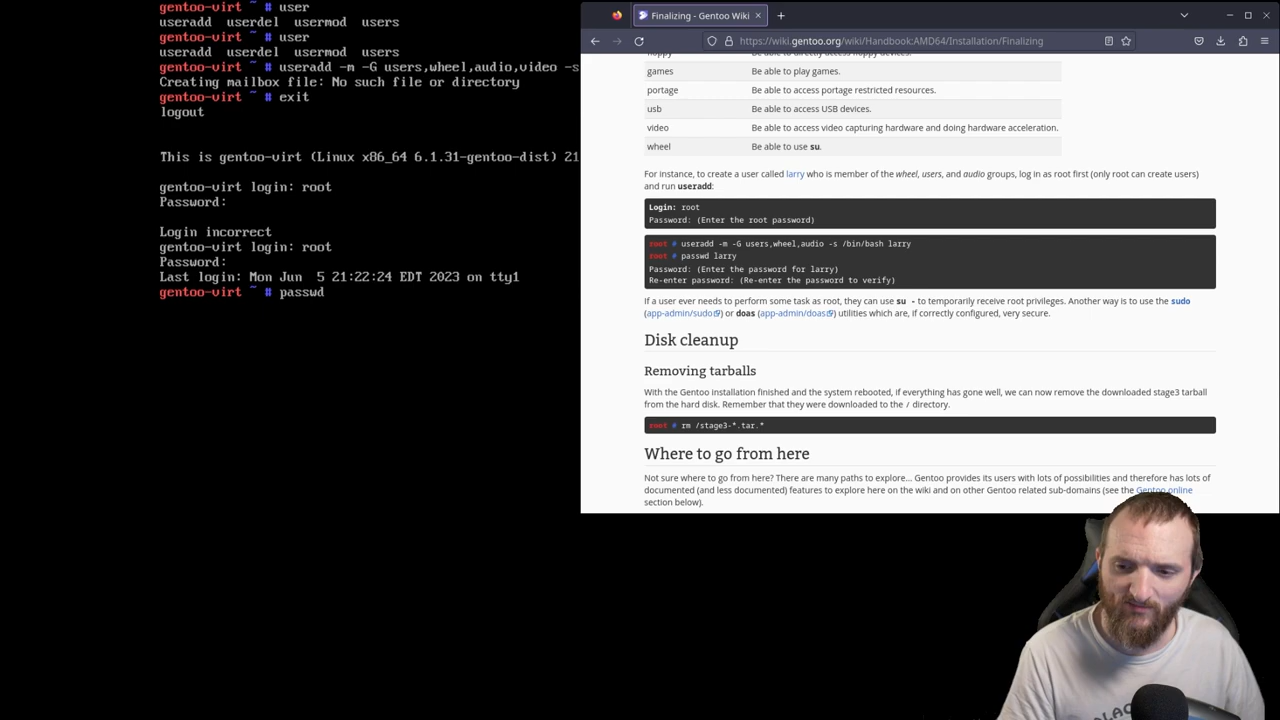 gentoo-virt ~ # user
useradd userdel usermod users
gentoo-virt ~ # user
useradd userdel usermod users
gentoo-virt ~ # useradd -m -G users,wheel,audio,video -s
Creating mailbox file: No such file or directory
gentoo-virt ~ # exit
logout
This is gentoo-virt (Linux x86_64 6.1.31-gentoo-dist) 21
gentoo-virt login: root
Password:
Login incorrect
gentoo-virt login: root
Password:
Last login: Mon Jun 5 21:22:24 EDT 2023 on tty1
gentoo-virt ~ # passwd
Finalizing - Gentoo Wiki
https://wiki.gentoo.org/wiki/Handbook:AMD64/Installation/Finalizing
games Be able to play games.
portage Be able to access portage restricted resources.
usb Be able to access USB devices.
video Be able to access video capturing hardware and doing hardware acceleration.
wheel Be able to use su.
For instance, to create a user called larry who is member of the wheel, users, and audio groups, log in as root first (only root can create users)
and run useradd:
Login: root
Password: (Enter the root password)
root # useradd -m -G users,wheel,audio -s /bin/bash larry
root # passwd larry
Password: (Enter the password for larry)
Re-enter password: (Re-enter the password to verify)
If a user ever needs to perform some task as root, they can use su - to temporarily receive root privileges. Another way is to use the sudo
(app-admin/sudo) or doas (app-admin/doas) utilities which are, if correctly configured, very secure.
Disk cleanup
Removing tarballs
With the Gentoo installation finished and the system rebooted, if everything has gone well, we can now remove the downloaded stage3 tarball
from the hard disk. Remember that they were downloaded to the / directory.
root # rm /stage3-*.tar.*
Where to go from here
Not sure where to go from here? There are many paths to explore... Gentoo provides its users with lots of possibilities and therefore has lots of
documented (and less documented) features to explore here on the wiki and on other Gentoo related sub-domains (see the Gentoo online
section below).